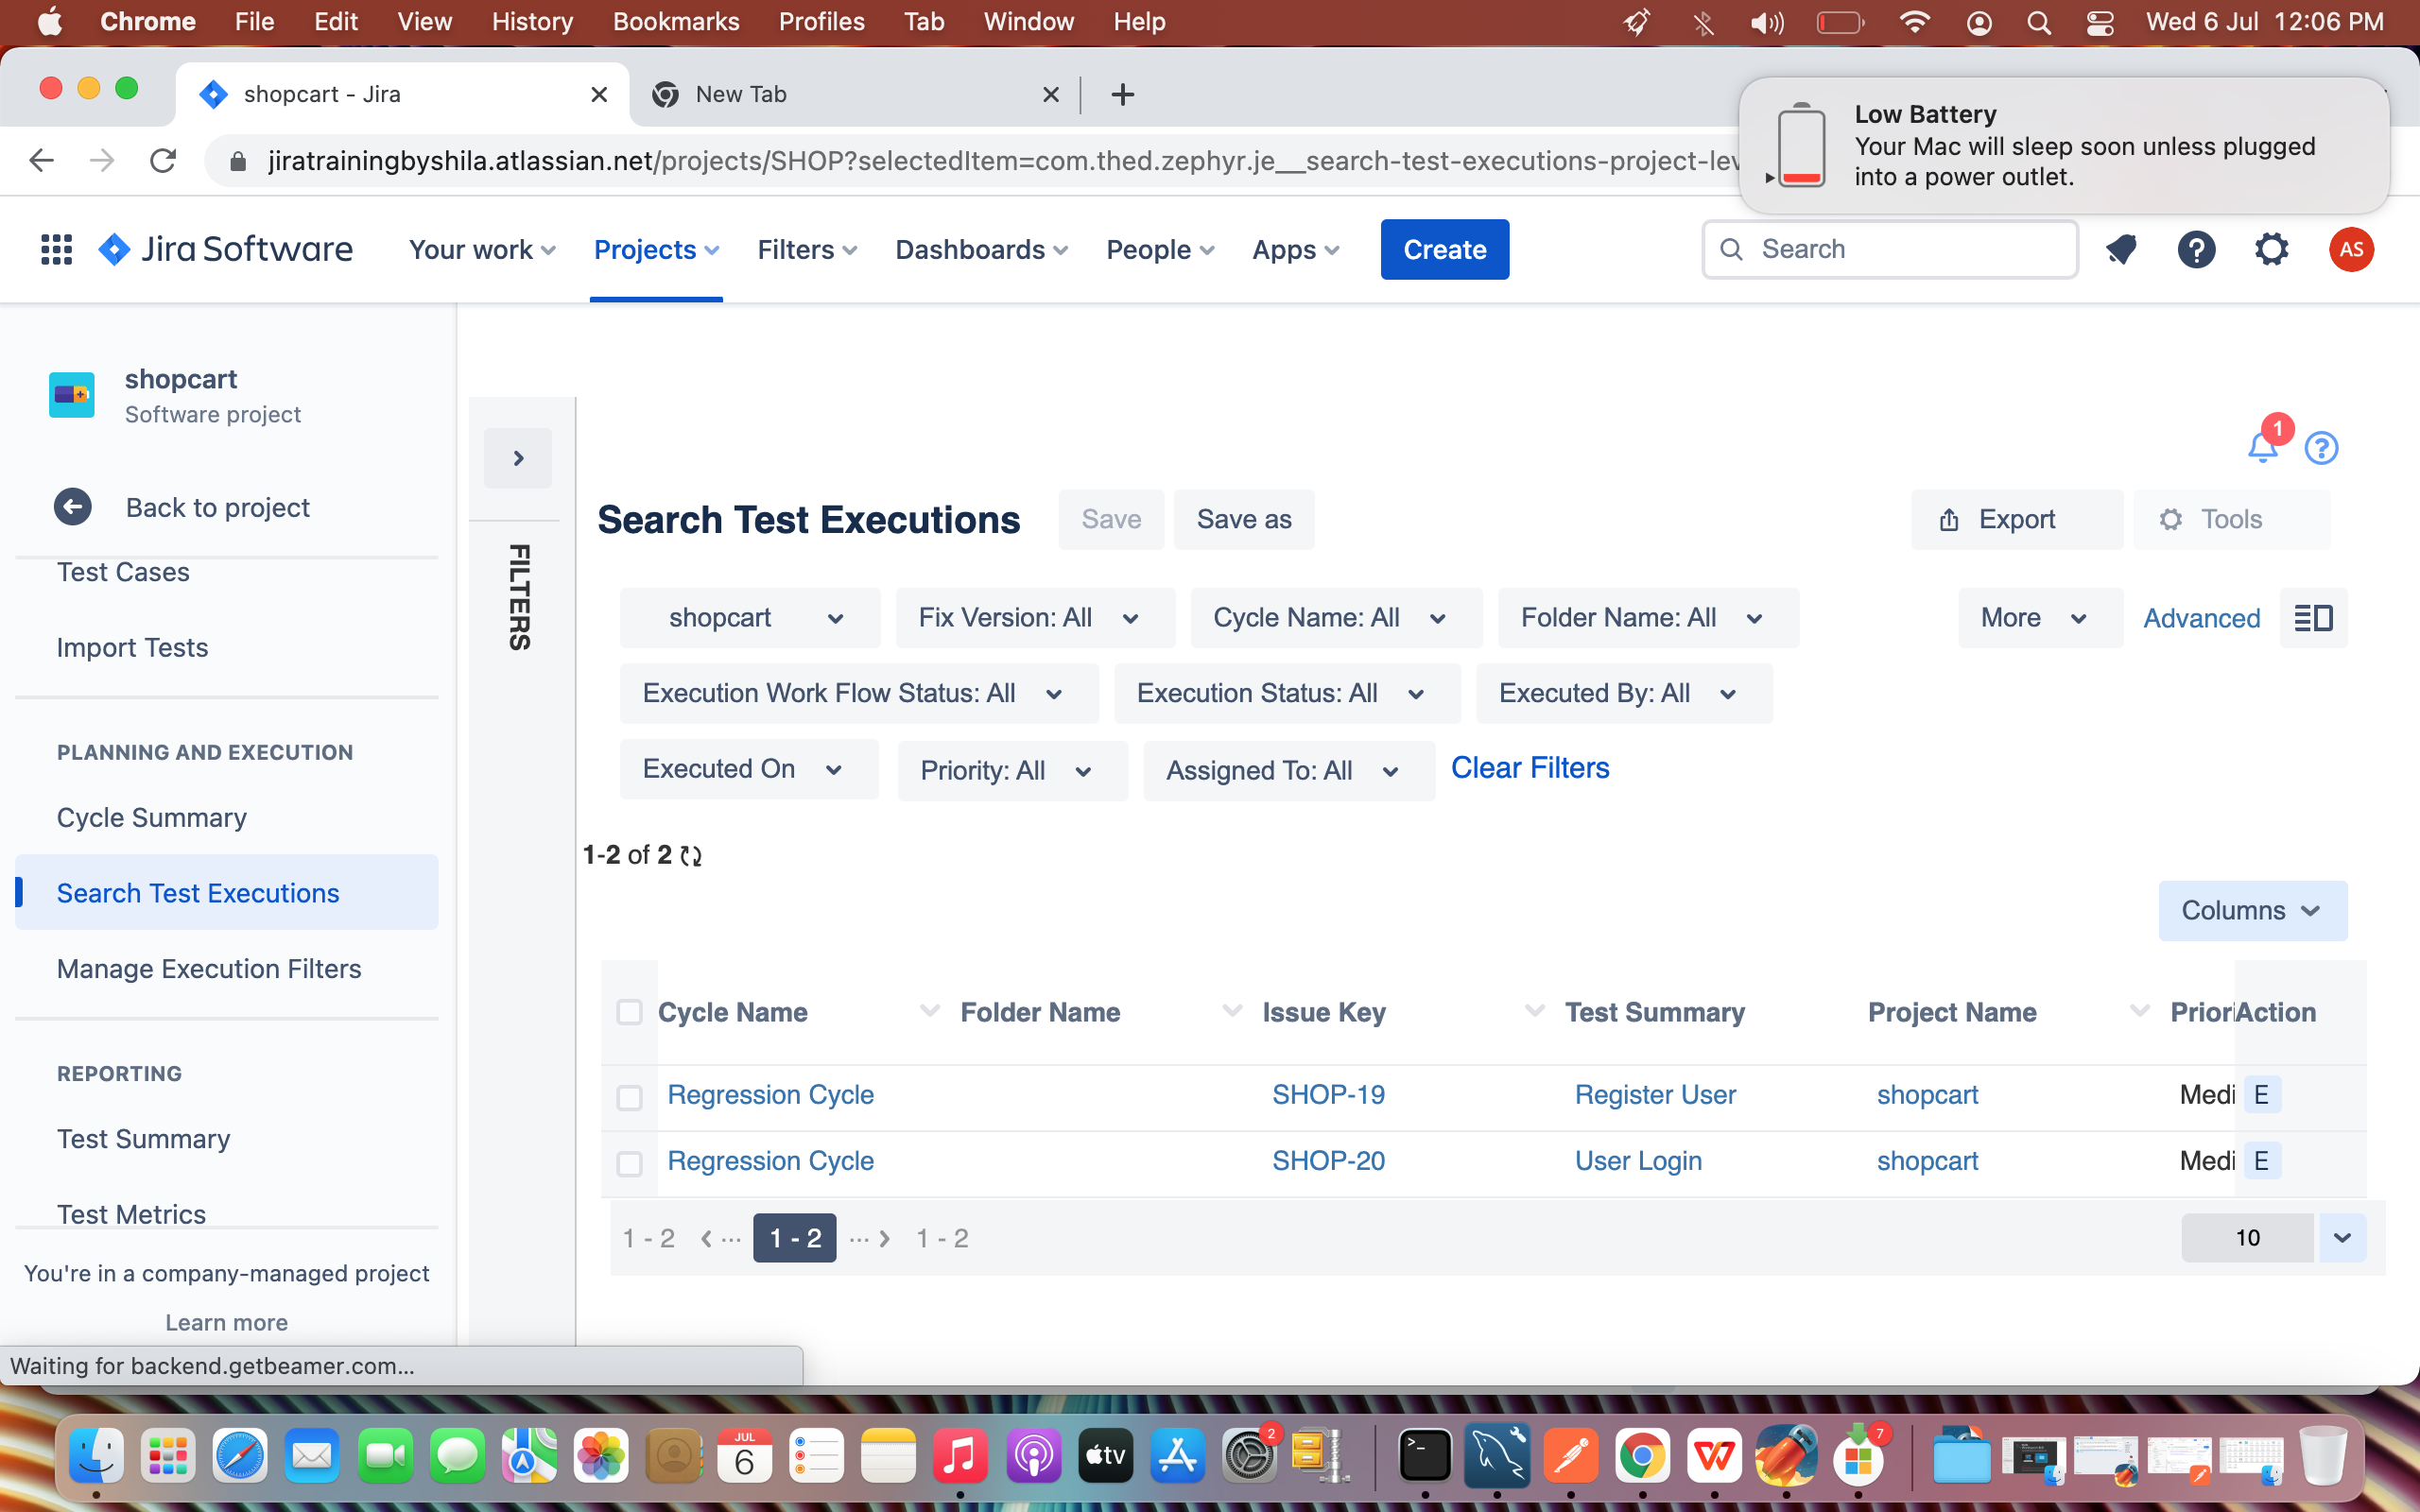 Chrome File Edit View History Bookmarks Profiles Tab Window Help Wed 6 Jul 12:06 PM
shopcart - Jira New Tab
Low Battery
Your Mac will sleep soon unless plugged
into a power outlet.
jiratrainingbyshila.atlassian.net/projects/SHOP?selectedItem=com.thed.zephyr.je__search-test-executions-project-lev
Jira Software Your work Projects Filters Dashboards People Apps Create Search ? AS
shopcart
Software project
Back to project
Test Cases
Import Tests
PLANNING AND EXECUTION
Cycle Summary
Search Test Executions
Manage Execution Filters
REPORTING
Test Summary
Test Metrics
You're in a company-managed project
Learn more
Waiting for backend.getbeamer.com...
FILTERS
1 ?
Search Test Executions Save Save as Export Tools
shopcart Fix Version: All Cycle Name: All Folder Name: All More Advanced
Execution Work Flow Status: All Execution Status: All Executed By: All
Executed On Priority: All Assigned To: All Clear Filters
1-2 of 2
Columns
Cycle Name Folder Name Issue Key Test Summary Project Name Priori Action
Regression Cycle SHOP-19 Register User shopcart Medi E
Regression Cycle SHOP-20 User Login shopcart Medi E
1 - 2 ... 1 - 2 ... 1 - 2 10
JUL
6
tv
2
7